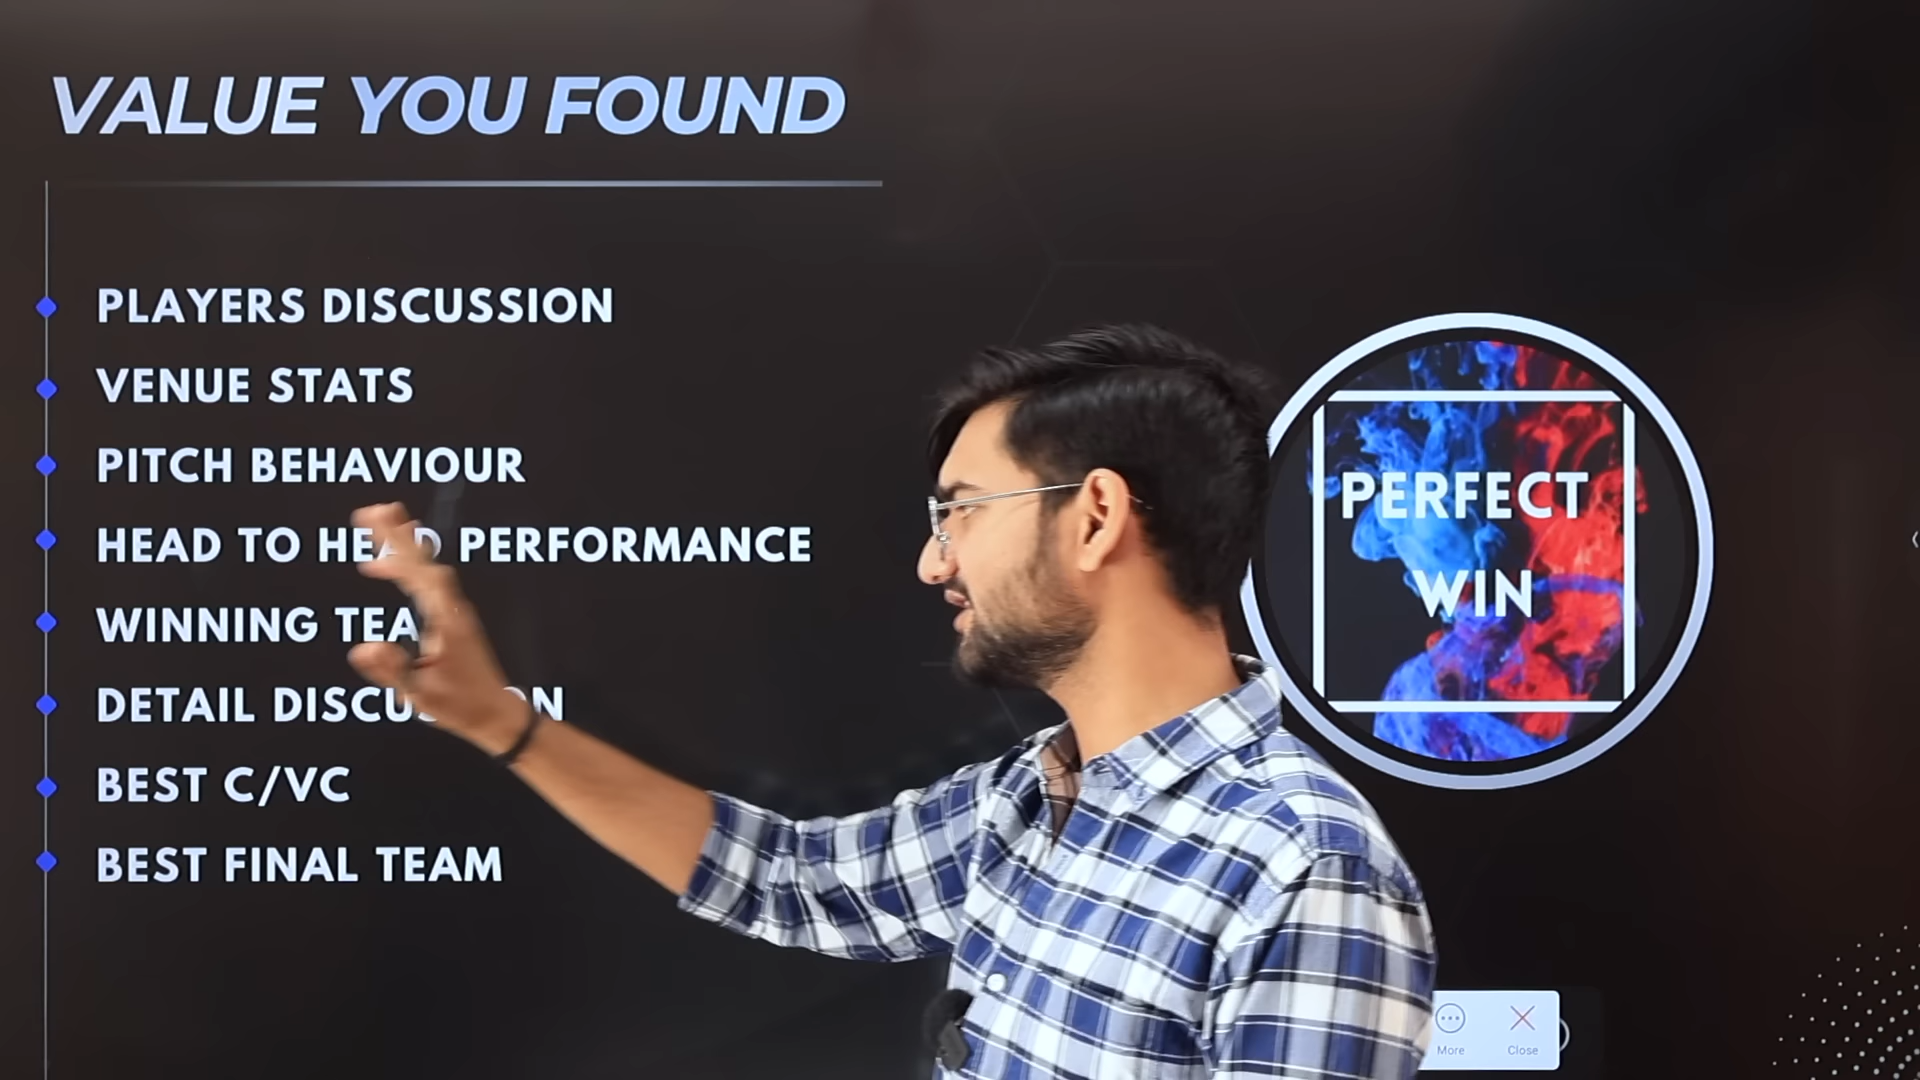 VALUE YOU FOUND
PLAYERS DISCUSSION
VENUE STATS
PITCH BEHAVIOUR
HEAD TO HEAD PERFORMANCE
WINNING
DETAIL
BEST C/VC
BEST FINAL TEAM
PERFECT
WIN
More
Close